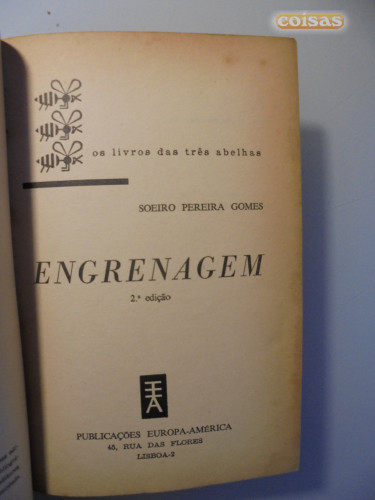 coisas
os livros das três abelhas
SOEIRO PEREIRA GOMES
ENGRENAGEM
2.ª edição
PUBLICAÇÕES EUROPA-AMÉRICA
45, RUA DAS FLORES
LISBOA-2